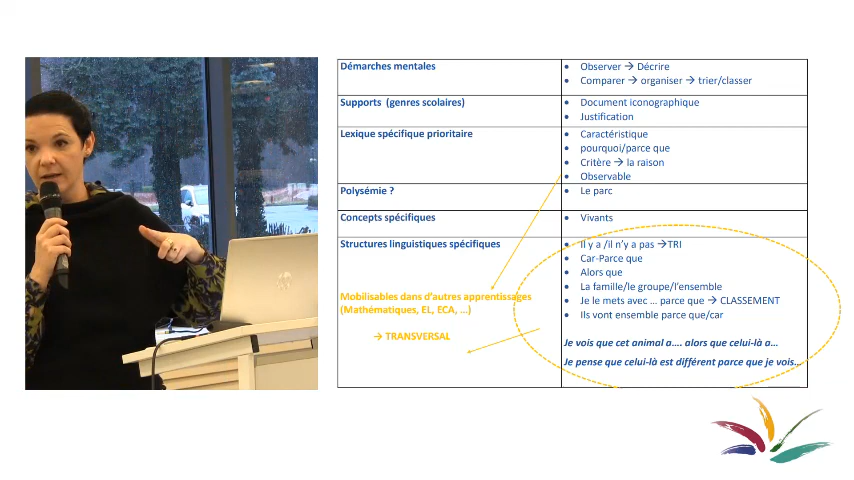 Démarches mentales
• Observer → Décrire
• Comparer → organiser → trier/classer
Supports (genres scolaires)
• Document iconographique
• Justification
Lexique spécifique prioritaire
• Caractéristique
• pourquoi/parce que
• Critère → la raison
• Observable
Polysémie ?
• Le parc
Concepts spécifiques
• Vivants
Structures linguistiques spécifiques
• Il y a /il n’y a pas →TRI
• Car-Parce que
• Alors que
• La famille/le groupe/l’ensemble
• Je le mets avec … parce que → CLASSEMENT
• Ils vont ensemble parce que/car
Je vois que cet animal a…. alors que celui-là a…
Je pense que celui-là est différent parce que je vois…
Mobilisables dans d’autres apprentissages
(Mathématiques, EL, ECA, …)
→ TRANSVERSAL